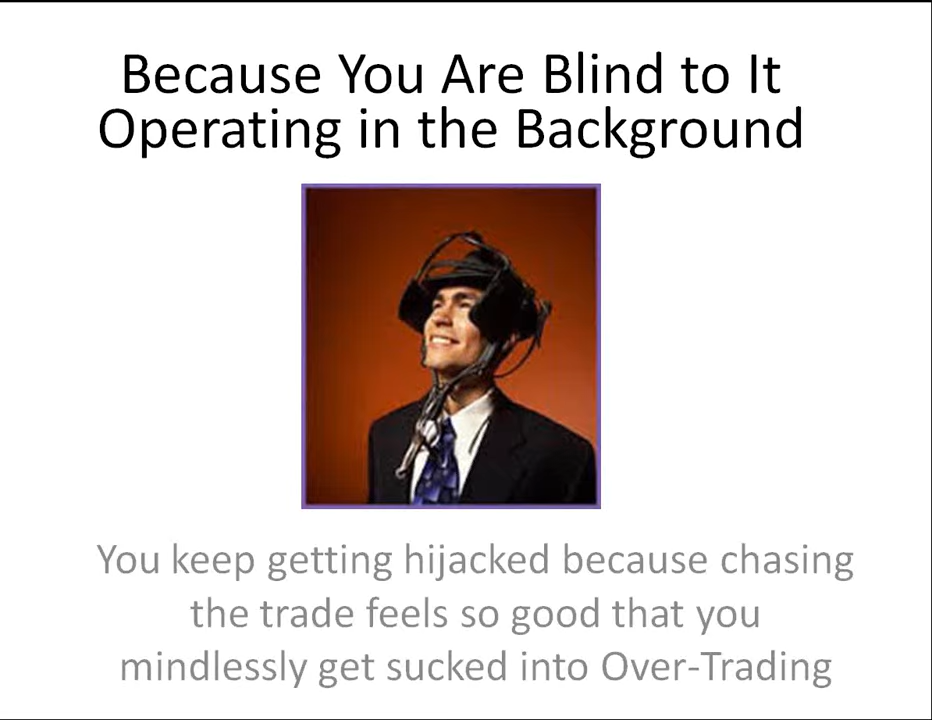 Because You Are Blind to It
Operating in the Background
You keep getting hijacked because chasing
the trade feels so good that you
mindlessly get sucked into Over-Trading